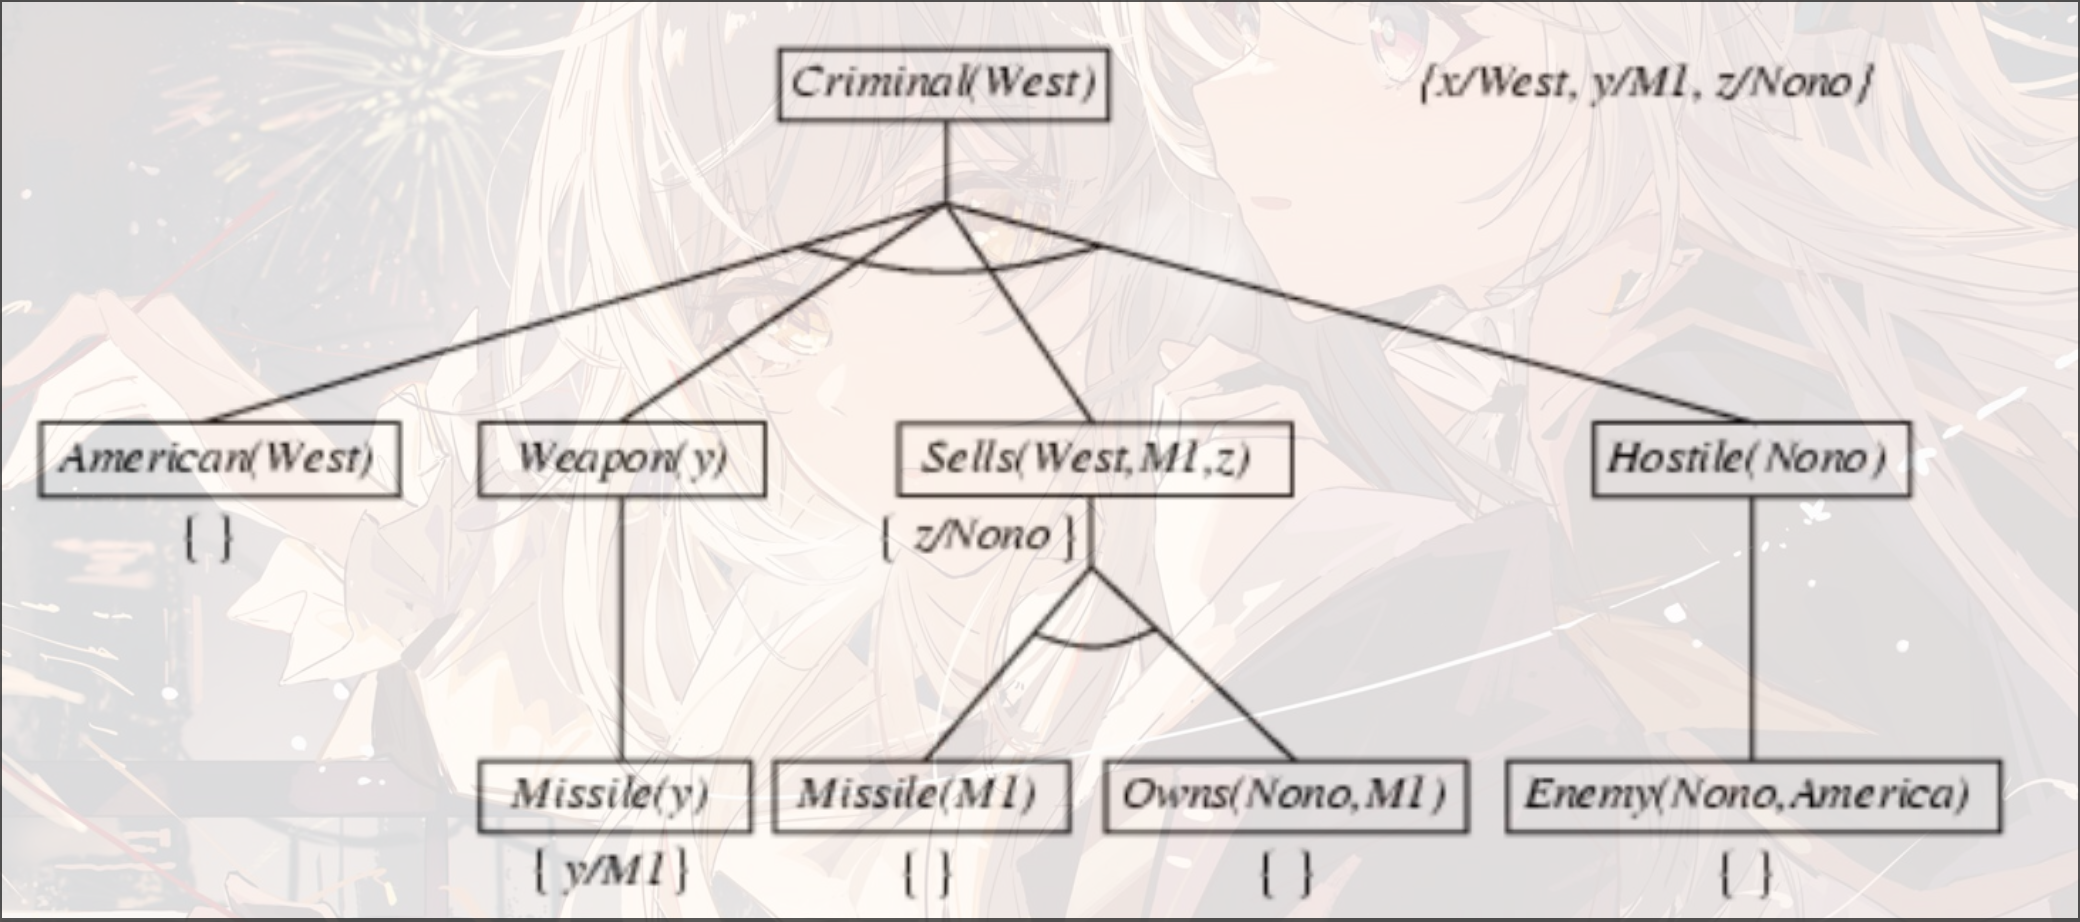 Criminal(West)
{x/West, y/M1, z/Nono}
American(West)
Weapon(y)
Sells(West,M1,z)
Hostile(Nono)
{ }
{ z/Nono }
Missile(y)
Missile(M1)
Owns(Nono,M1)
Enemy(Nono,America)
{ y/M1 }
{ }
{ }
{ }